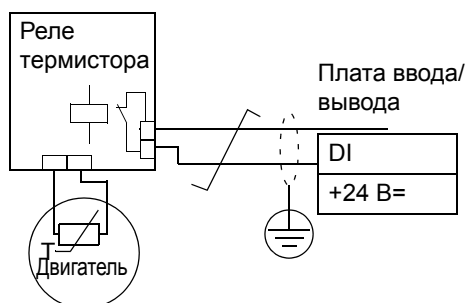 Реле
термистора
Плата ввода/
вывода
DI
+24 В=
T
Двигатель